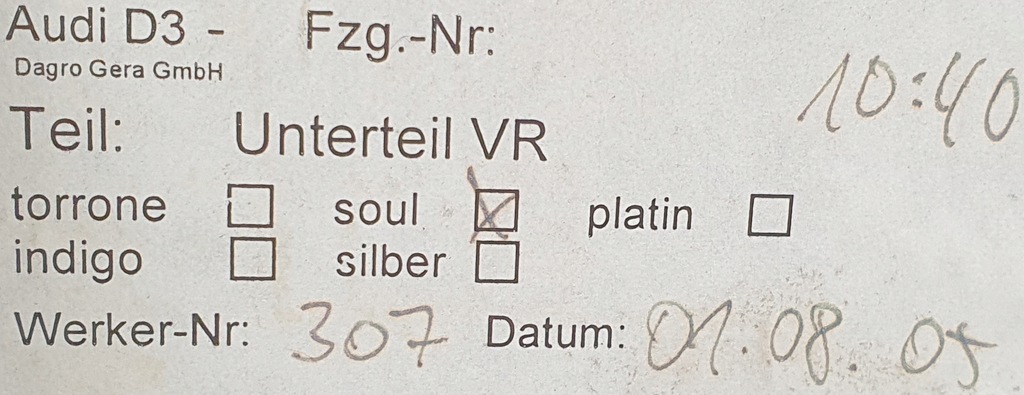 Audi D3 - Fzg.-Nr:
Dagro Gera GmbH
10:40
Teil: Unterteil VR
torrone ☐ soul ☒ platin ☐
indigo ☐ silber ☐
Werker-Nr: 307 Datum: 01.08.05